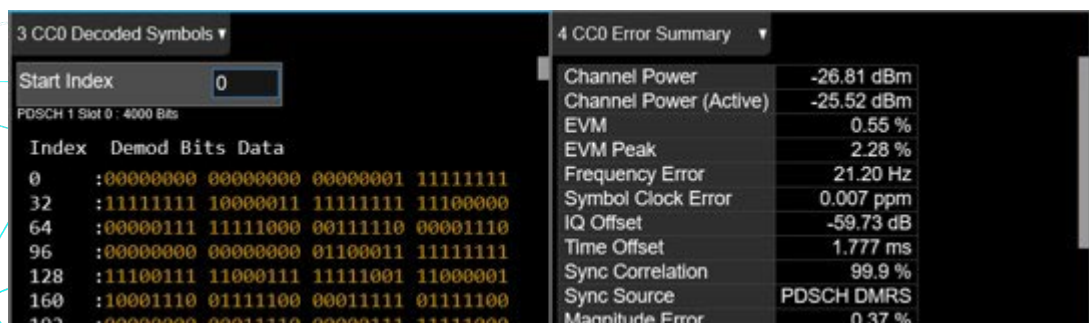 3 CC0 Decoded Symbols ▾
Start Index 0
PDSCH 1 Slot 0 : 4000 Bits
Index Demod Bits Data
0 :00000000 00000000 00000001 11111111
32 :11111111 10000011 11111111 11100000
64 :00000111 11111000 00111110 00001110
96 :00000000 00000000 01100011 11111111
128 :11100111 11000111 11111001 11000001
160 :10001110 01111100 00011111 01111100
192 :00000000 00011110 00000111 11111000
4 CC0 Error Summary ▾
Channel Power -26.81 dBm
Channel Power (Active) -25.52 dBm
EVM 0.55 %
EVM Peak 2.28 %
Frequency Error 21.20 Hz
Symbol Clock Error 0.007 ppm
IQ Offset -59.73 dB
Time Offset 1.777 ms
Sync Correlation 99.9 %
Sync Source PDSCH DMRS
Magnitude Error 0.37 %